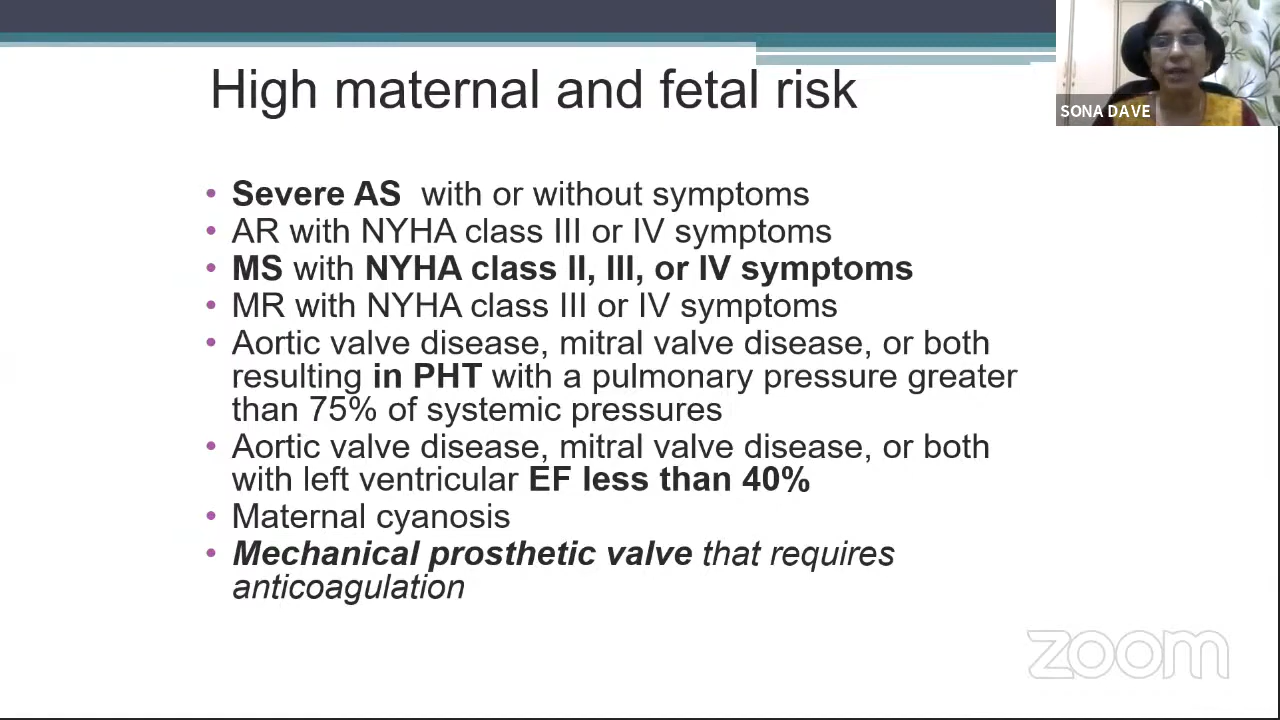 High maternal and fetal risk
SONA DAVE
• Severe AS with or without symptoms
• AR with NYHA class III or IV symptoms
• MS with NYHA class II, III, or IV symptoms
• MR with NYHA class III or IV symptoms
• Aortic valve disease, mitral valve disease, or both
resulting in PHT with a pulmonary pressure greater
than 75% of systemic pressures
• Aortic valve disease, mitral valve disease, or both
with left ventricular EF less than 40%
• Maternal cyanosis
• Mechanical prosthetic valve that requires
anticoagulation
zoom